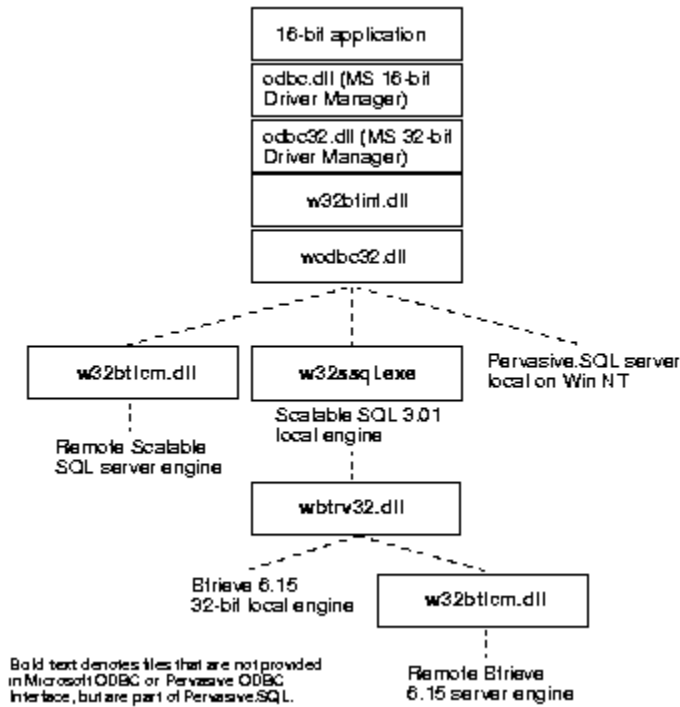 16-bit application
odbc.dll (MS 16-bit
Driver Manager)
odbc32.dll (MS 32-bit
Driver Manager)
w32btint.dll
wodbc32.dll
w32btlcm.dll
w32ssql.exe
Pervasive.SQL server
local on Win NT
Remote Scalable
SQL server engine
Scalable SQL 3.01
local engine
wbtrv32.dll
Btrieve 6.15
32-bit local engine
w32btlcm.dll
Bold text denotes files that are not provided
in Microsoft ODBC or Pervasive ODBC
Interface, but are part of Pervasive.SQL.
Remote Btrieve
6.15 server engine